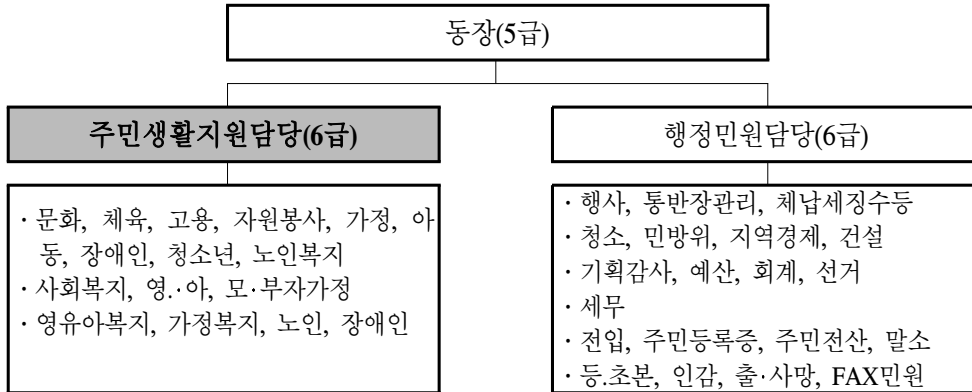 동장(5급)
주민생활지원담당(6급)
행정민원담당(6급)
· 문화, 체육, 고용, 자원봉사, 가정, 아
동, 장애인, 청소년, 노인복지
· 사회복지, 영.·아, 모·부자가정
· 영유아복지, 가정복지, 노인, 장애인
· 행사, 통반장관리, 체납세징수등
· 청소, 민방위, 지역경제, 건설
· 기획감사, 예산, 회계, 선거
· 세무
· 전입, 주민등록증, 주민전산, 말소
· 등.초본, 인감, 출·사망, FAX민원